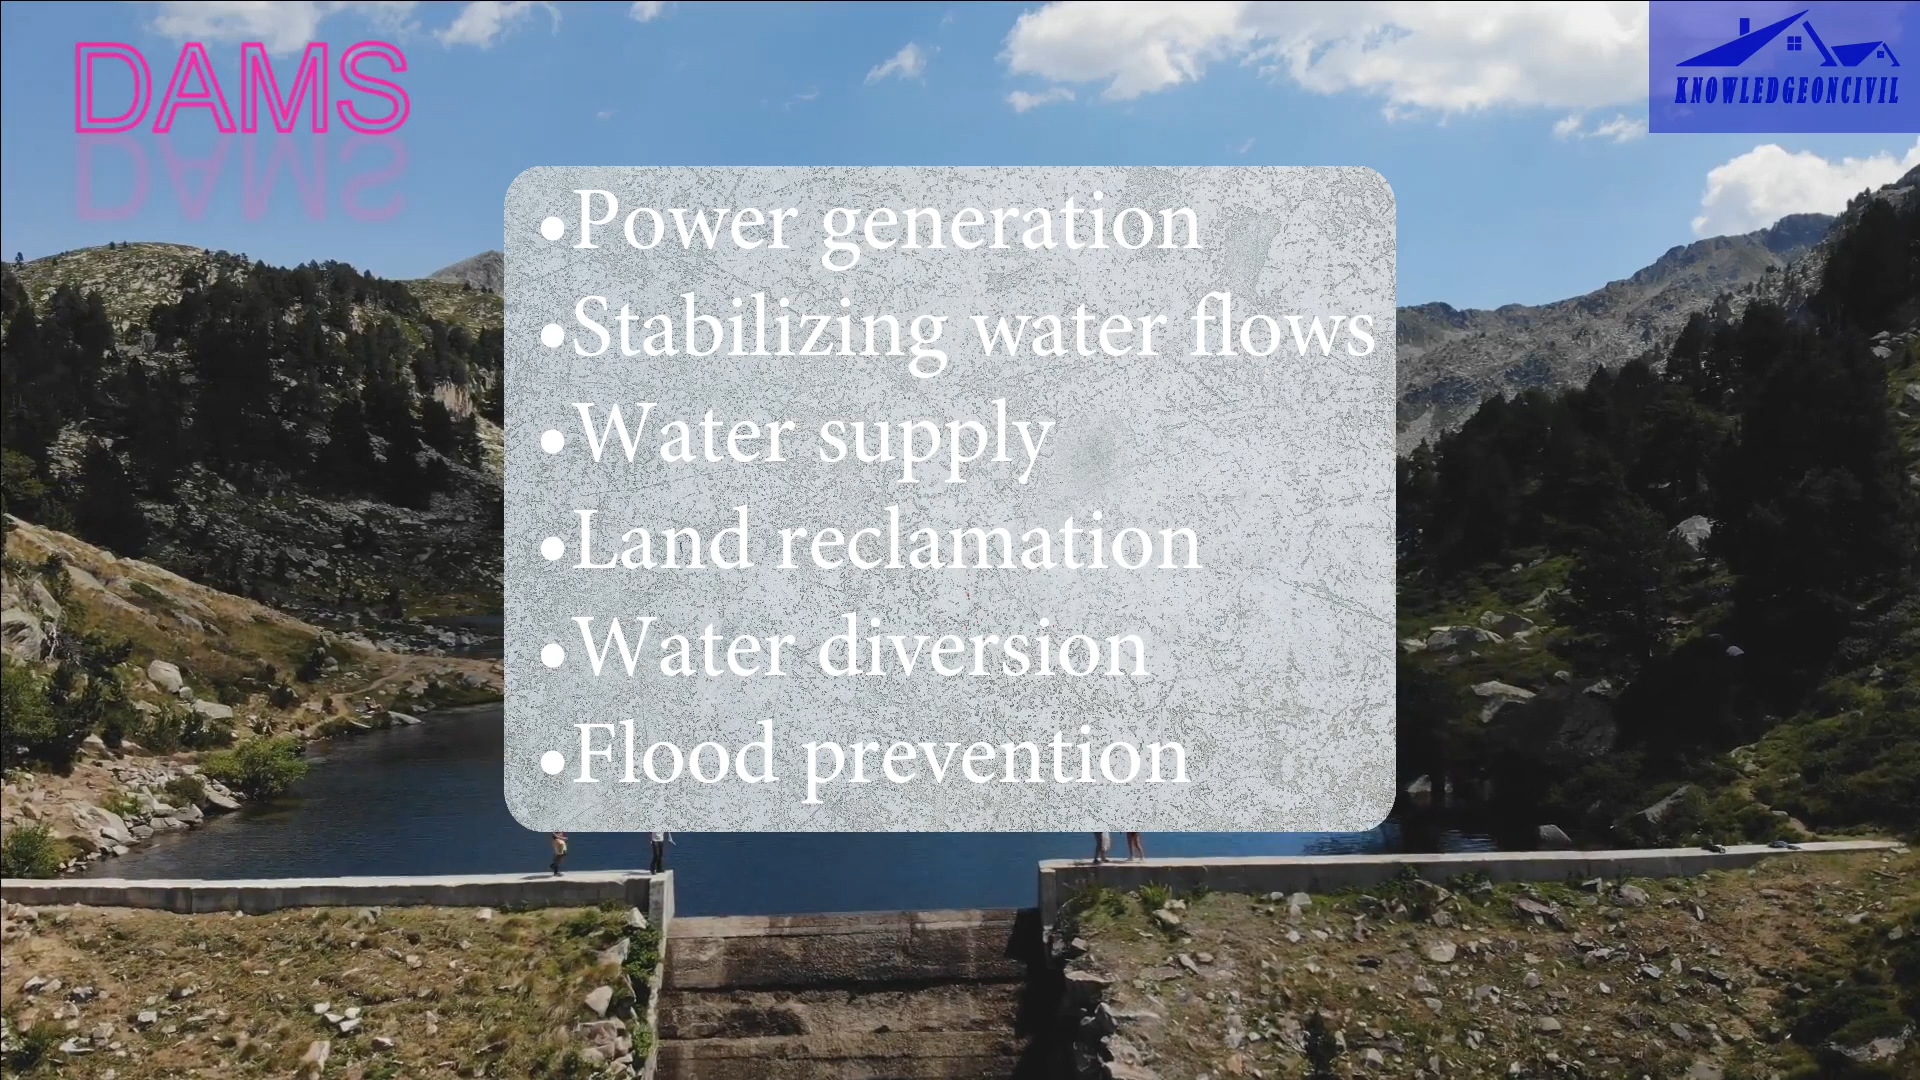 DAMS
KNOWLEDGEONCIVIL
•Power generation
•Stabilizing water flows
•Water supply
•Land reclamation
•Water diversion
•Flood prevention